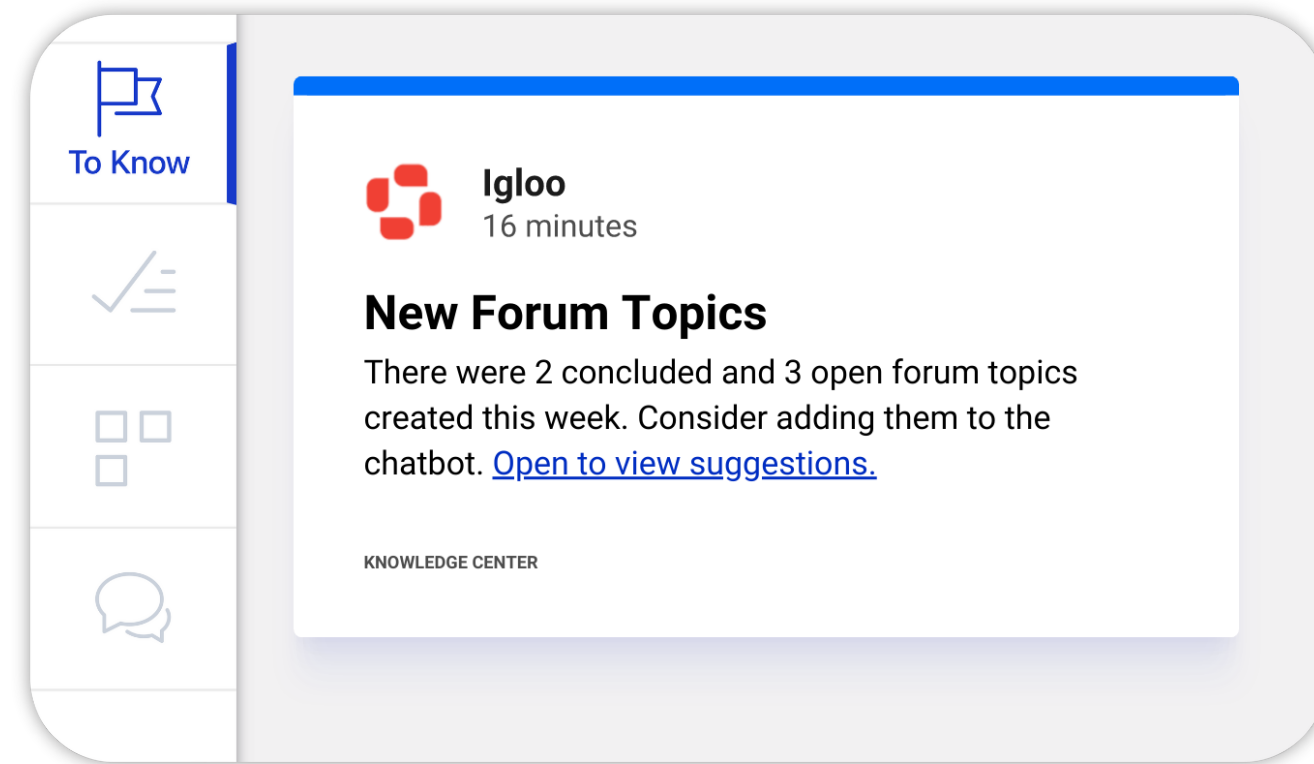 To Know
Igloo
16 minutes
New Forum Topics
There were 2 concluded and 3 open forum topics
created this week. Consider adding them to the
chatbot. Open to view suggestions.
KNOWLEDGE CENTER